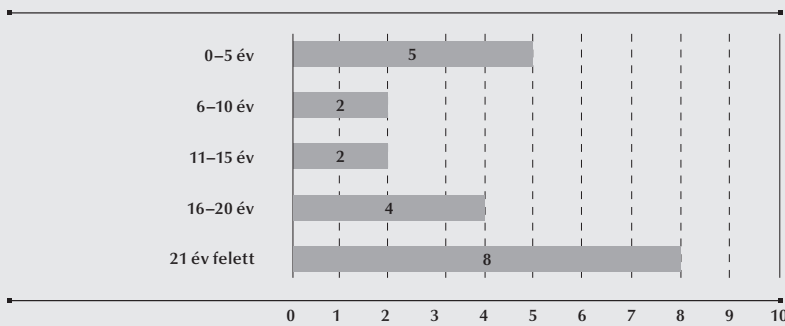 0–5 év 5
6–10 év 2
11–15 év 2
16–20 év 4
21 év felett 8
0 1 2 3 4 5 6 7 8 9 10